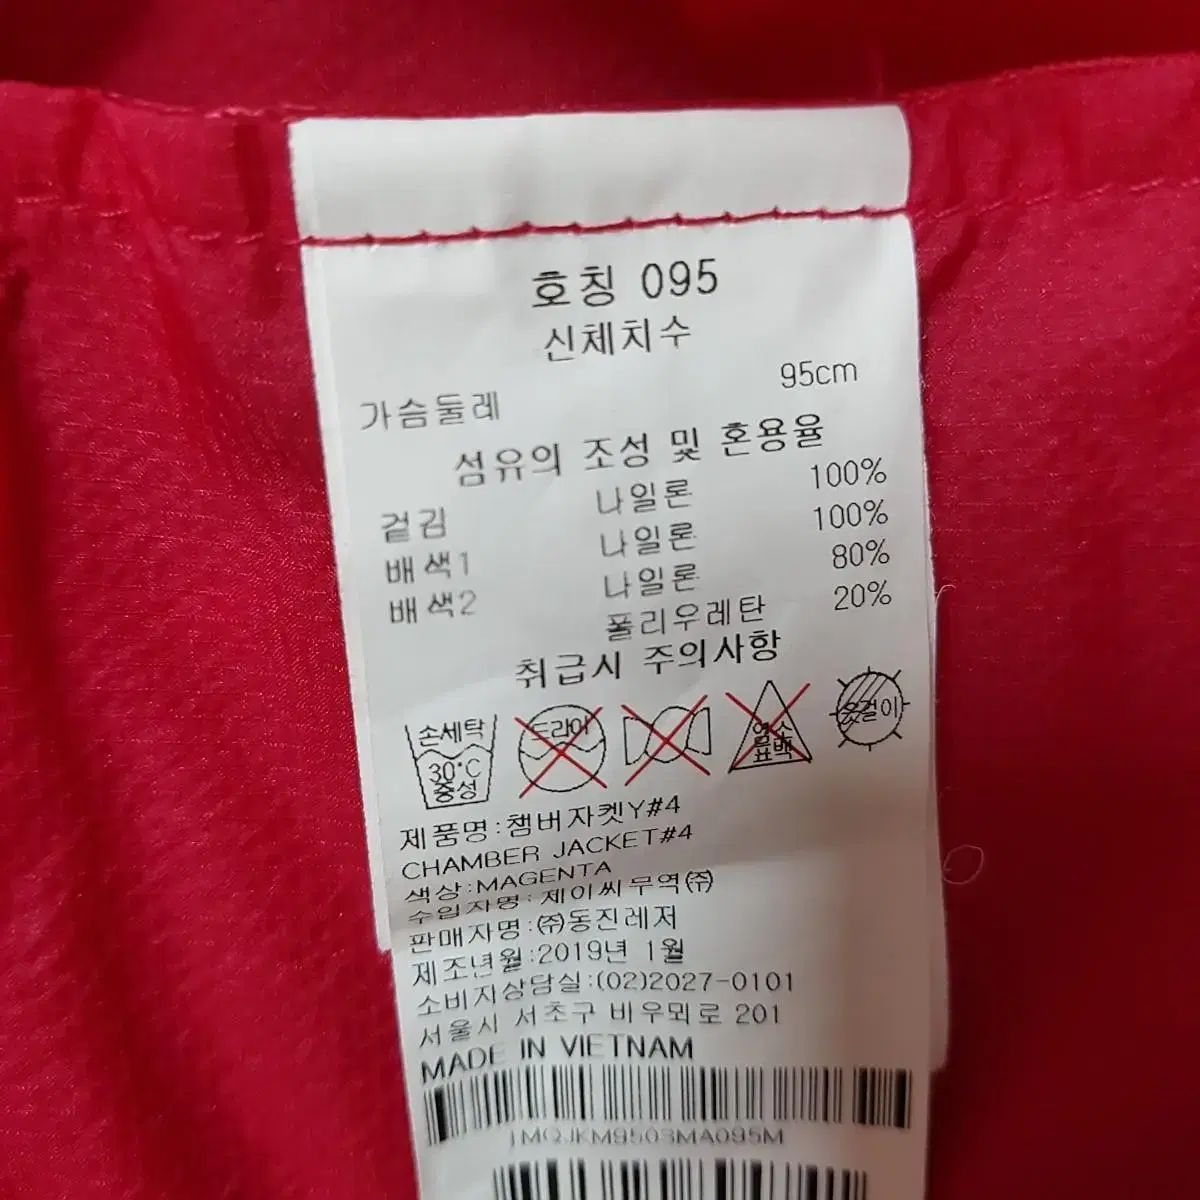 호칭 095
신체치수
가슴둘레 95cm
섬유의 조성 및 혼용율
겉감 나일론 100%
배색1 나일론 100%
배색2 나일론 80%
폴리우레탄 20%
취급시 주의사항
손세탁
30°C
중성
드라이
염소
표백
옷걸이
제품명:챔버자켓Y#4
CHAMBER JACKET#4
색상:MAGENTA
수입자명:제이씨무역㈜
판매자명:㈜동진레저
제조년월:2019년 1월
소비자상담실:(02)2027-0101
서울시 서초구 비우뫼로 201
MADE IN VIETNAM